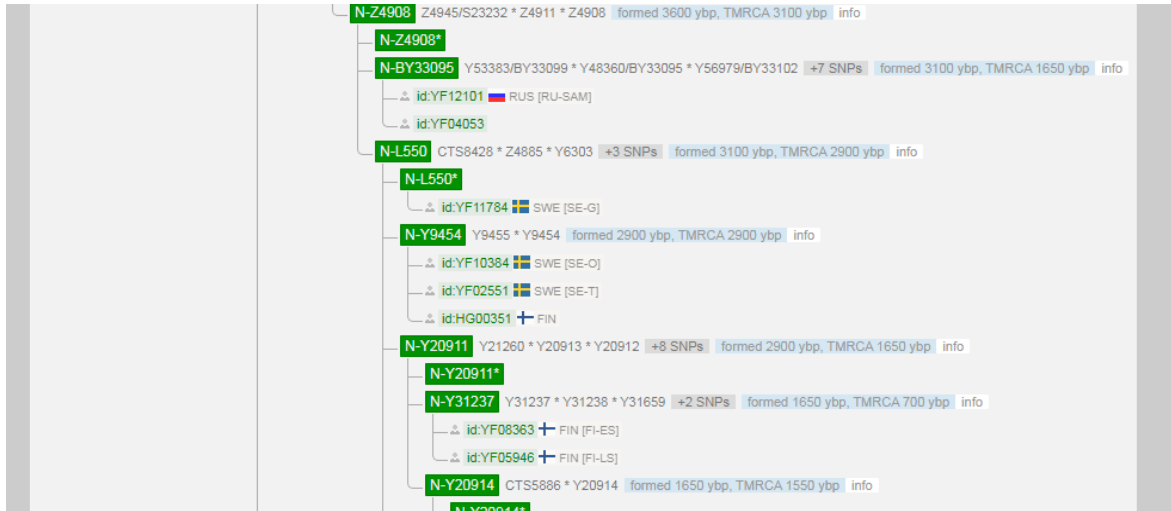 N-Z4908 Z4945/S23232 * Z4911 * Z4908 formed 3600 ybp, TMRCA 3100 ybp info
N-Z4908*
N-BY33095 Y53383/BY33099 * Y48360/BY33095 * Y56979/BY33102 +7 SNPs formed 3100 ybp, TMRCA 1650 ybp info
id:YF12101 RUS [RU-SAM]
id:YF04053
N-L550 CTS8428 * Z4885 * Y6303 +3 SNPs formed 3100 ybp, TMRCA 2900 ybp info
N-L550*
id:YF11784 SWE [SE-G]
N-Y9454 Y9455 * Y9454 formed 2900 ybp, TMRCA 2900 ybp info
id:YF10384 SWE [SE-O]
id:YF02551 SWE [SE-T]
id:HG00351 FIN
N-Y20911 Y21260 * Y20913 * Y20912 +8 SNPs formed 2900 ybp, TMRCA 1650 ybp info
N-Y20911*
N-Y31237 Y31237 * Y31238 * Y31659 +2 SNPs formed 1650 ybp, TMRCA 700 ybp info
id:YF08363 FIN [FI-ES]
id:YF05946 FIN [FI-LS]
N-Y20914 CTS5886 * Y20914 formed 1650 ybp, TMRCA 1550 ybp info
N-Y20914*